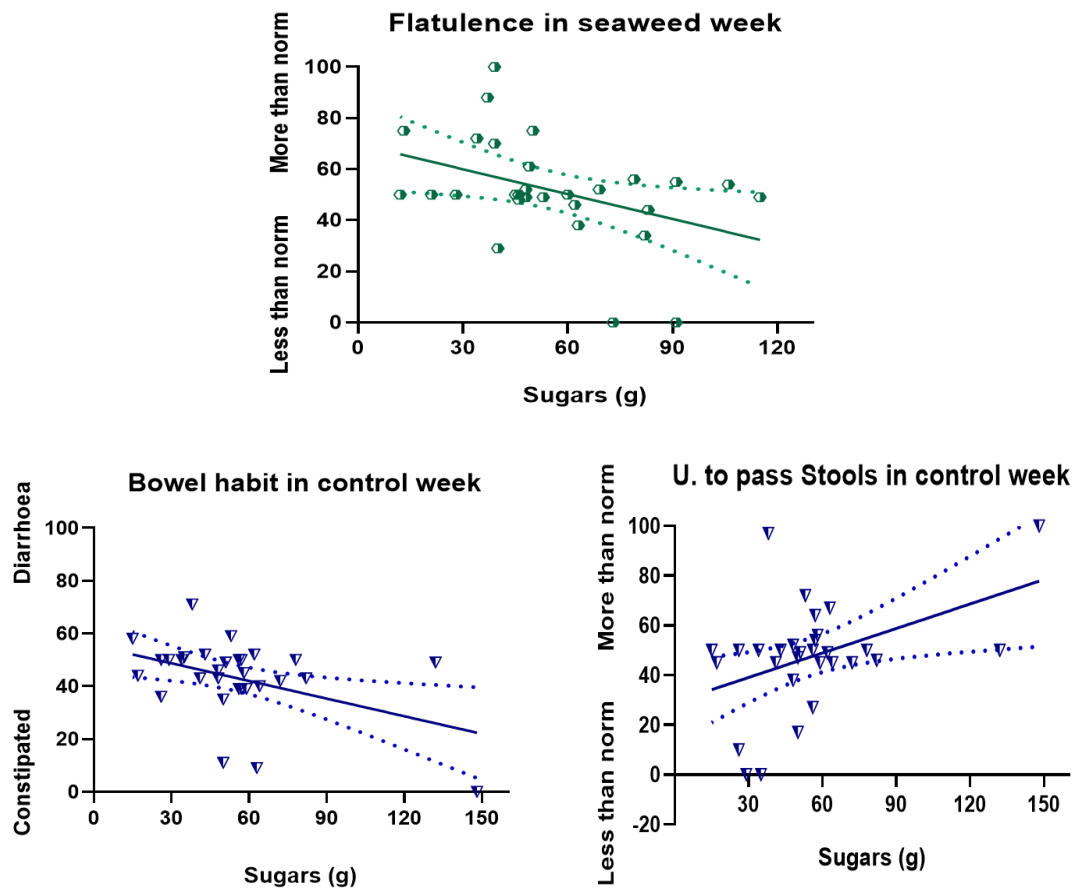 Flatulence in seaweed week
More than norm
Less than norm
100
80
60
40
20
0
0 30 60 90 120
Sugars (g)
Bowel habit in control week
Diarrhoea
Constipated
100
80
60
40
20
0
0 30 60 90 120 150
Sugars (g)
U. to pass Stools in control week
More than norm
Less than norm
100
80
60
40
20
0
-20
30 60 90 120 150
Sugars (g)